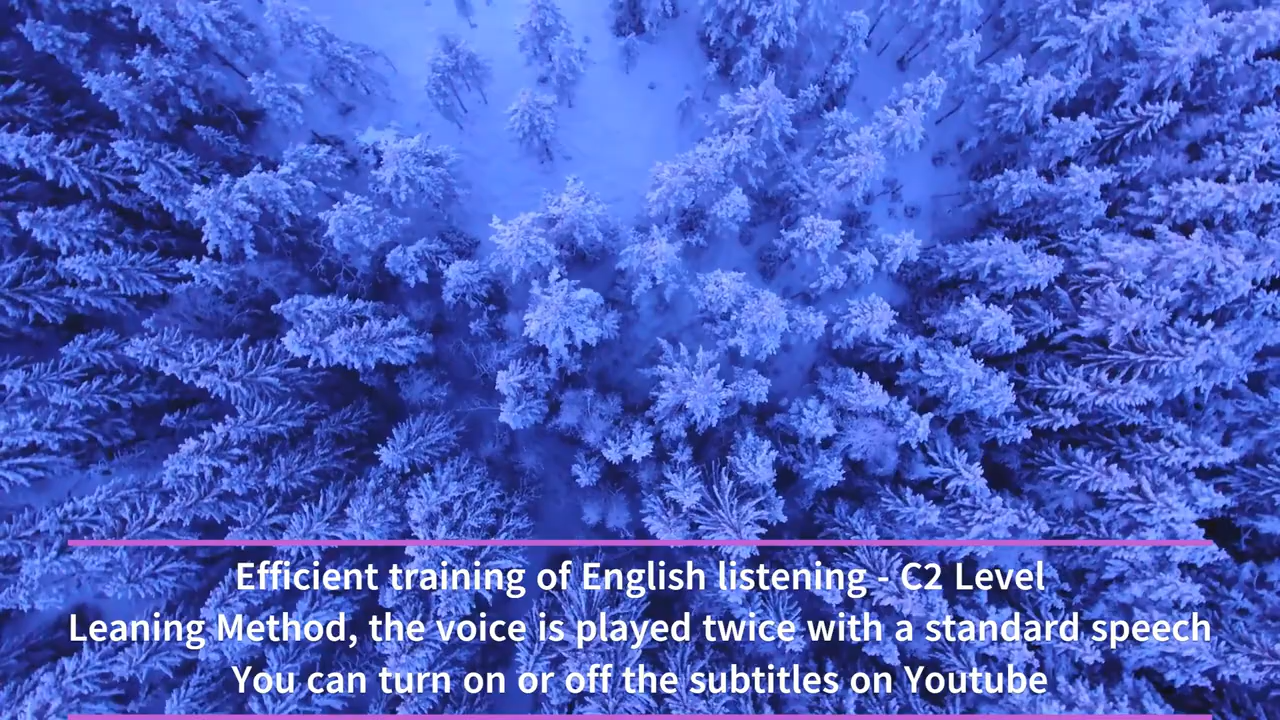 Efficient training of English listening - C2 Level
Leaning Method, the voice is played twice with a standard speech
You can turn on or off the subtitles on Youtube